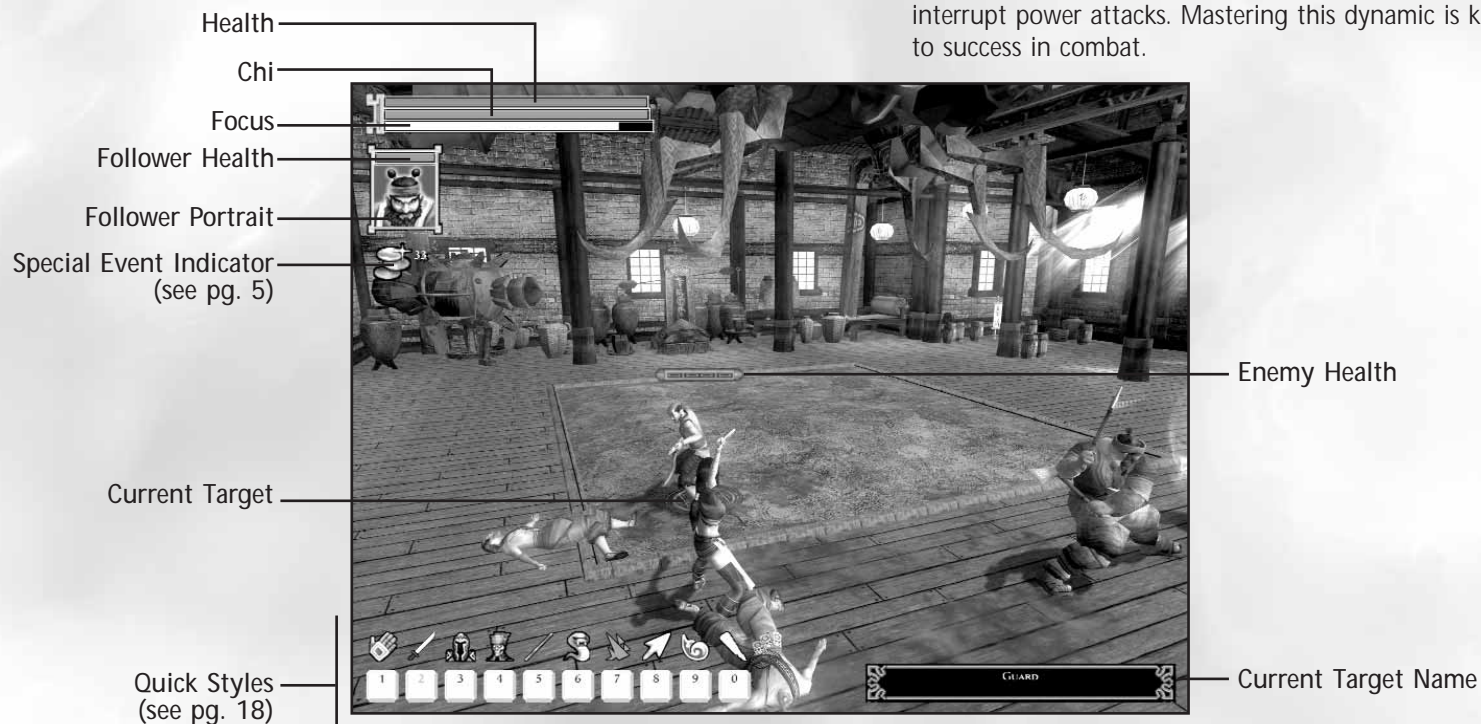 interrupt power attacks. Mastering this dynamic is k
to success in combat.
Health
Chi
Focus
Follower Health
Follower Portrait
Special Event Indicator
(see pg. 5)
33
Enemy Health
Current Target
Quick Styles
(see pg. 18)
1 2 3 4 5 6 7 8 9 0
GUARD
Current Target Name